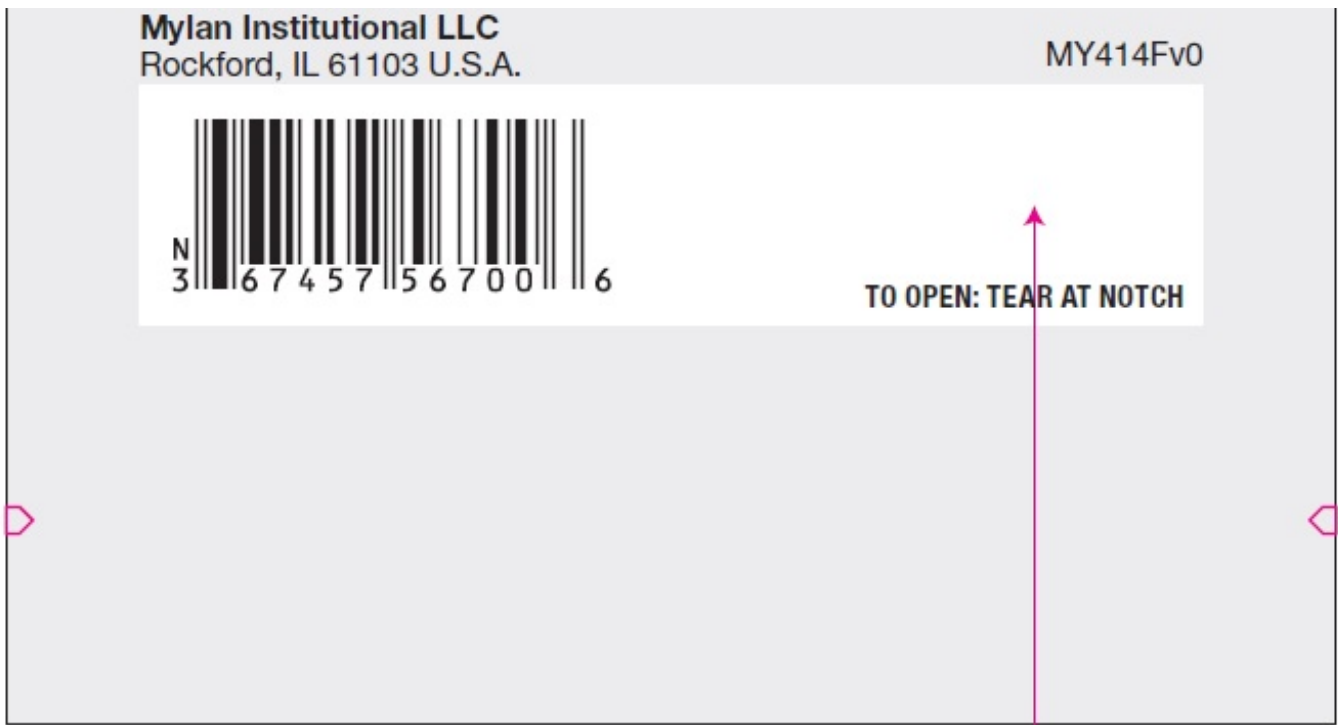 Mylan Institutional LLC
Rockford, IL 61103 U.S.A.
MY414Fv0
N
3 67457 56700 6
TO OPEN: TEAR AT NOTCH